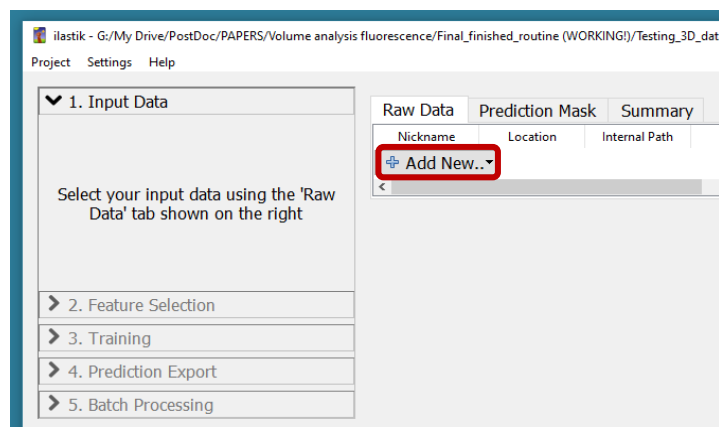 ilastik - G:/My Drive/PostDoc/PAPERS/Volume analysis fluorescence/Final_finished_routine (WORKING!)/Testing_3D_dat
Project Settings Help
1. Input Data
Select your input data using the 'Raw
Data' tab shown on the right
2. Feature Selection
3. Training
4. Prediction Export
5. Batch Processing
Raw Data Prediction Mask Summary
Nickname Location Internal Path
Add New..